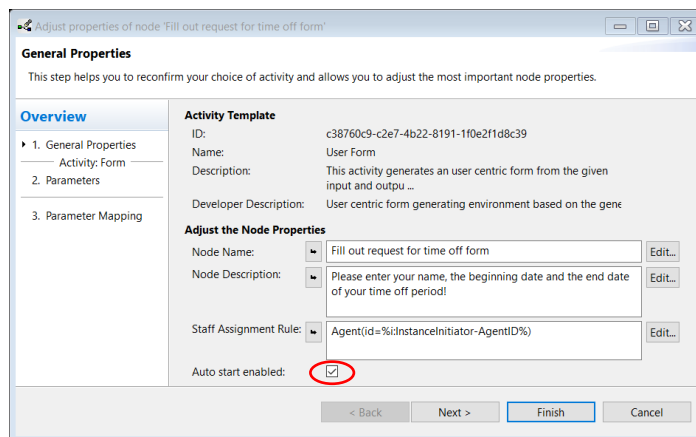 Adjust properties of node 'Fill out request for time off form'
General Properties
This step helps you to reconfirm your choice of activity and allows you to adjust the most important node properties.
Overview
1. General Properties
Activity: Form
2. Parameters
3. Parameter Mapping
Activity Template
ID: c38760c9-c2e7-4b22-8191-1f0e2f1d8c39
Name: User Form
Description: This activity generates an user centric form from the given
input and outpu ...
Developer Description: User centric form generating environment based on the gene
Adjust the Node Properties
Node Name: Fill out request for time off form Edit...
Node Description: Please enter your name, the beginning date and the end date Edit...
of your time off period!
Staff Assignment Rule: Agent(id=%i:InstanceInitiator-AgentID%) Edit...
Auto start enabled:
< Back Next > Finish Cancel